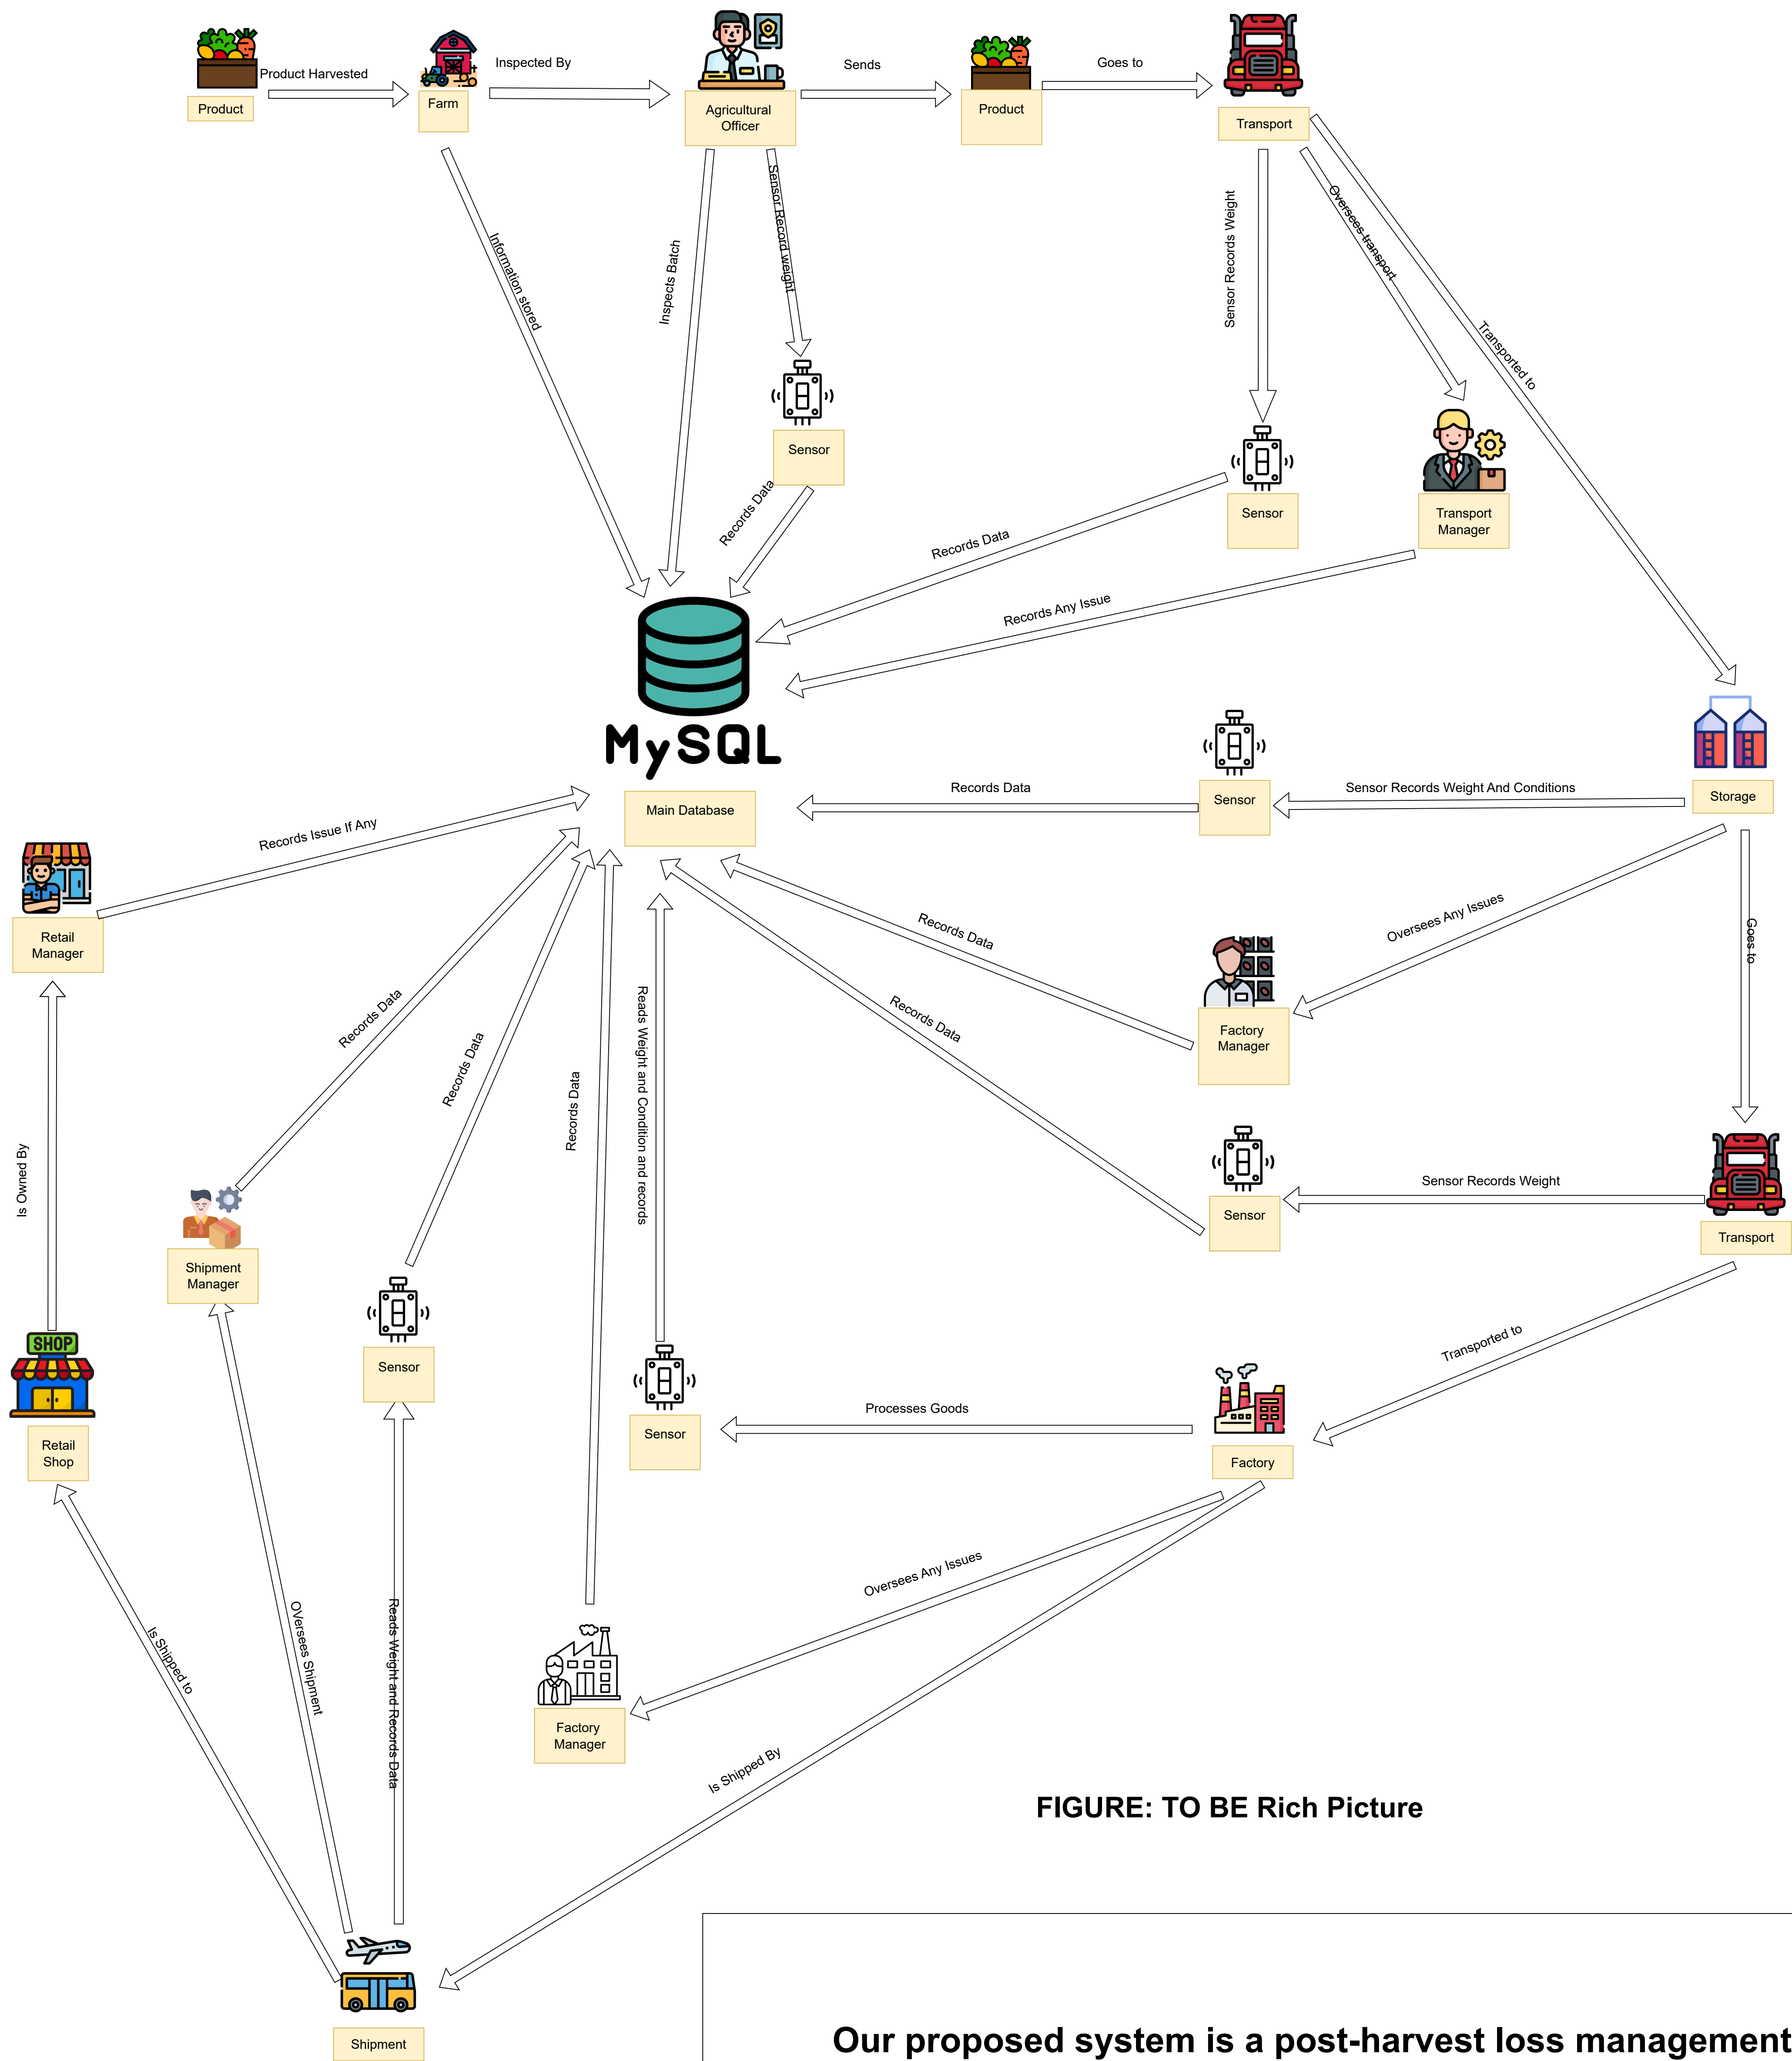 Product Harvested
Inspected By
Sends
Goes to
Product
Farm
Agricultural
Officer
Product
Transport
Information stored
Inspects Batch
Sensor Record weight
Sensor Records Weight
Oversees transport
Transported to
Sensor
Records Data
Sensor
Transport
Manager
Records Data
Records Any Issue
MySQL
Main Database
Records Data
Sensor
Sensor Records Weight And Conditions
Storage
Records Issue If Any
Retail
Manager
Records Data
Oversees Any Issues
Goes to
Factory
Manager
Records Data
Records Data
Records Data
Records Data
Reads Weight and Condition and records
Is Owned By
Sensor
Sensor Records Weight
Transport
Shipment
Manager
Transported to
SHOP
Sensor
Retail
Shop
Sensor
Processes Goods
Factory
Oversees Any Issues
Is Shipped to
OVersees Shipment
Reads Weight and Records Data
Factory
Manager
Is Shipped By
FIGURE: TO BE Rich Picture
Shipment
Our proposed system is a post-harvest loss management